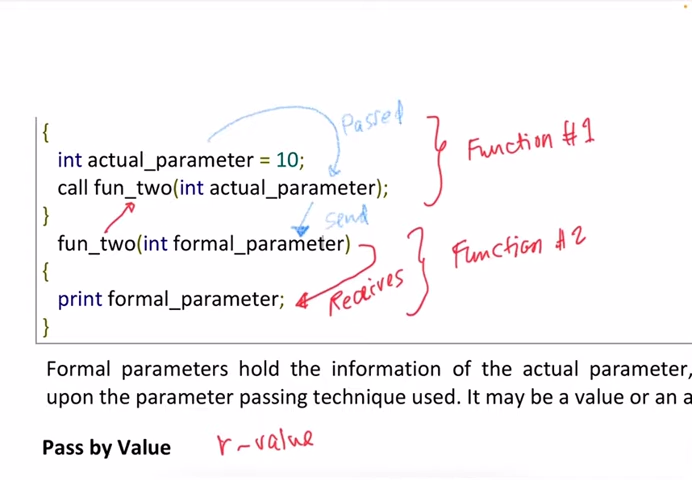 Passed
{
Function #1
int actual_parameter = 10;
call fun_two(int actual_parameter);
}
send
fun_two(int formal_parameter)
Function #2
{
Recives
print formal_parameter;
}
Formal parameters hold the information of the actual parameter,
upon the parameter passing technique used. It may be a value or an a
Pass by Value r-value